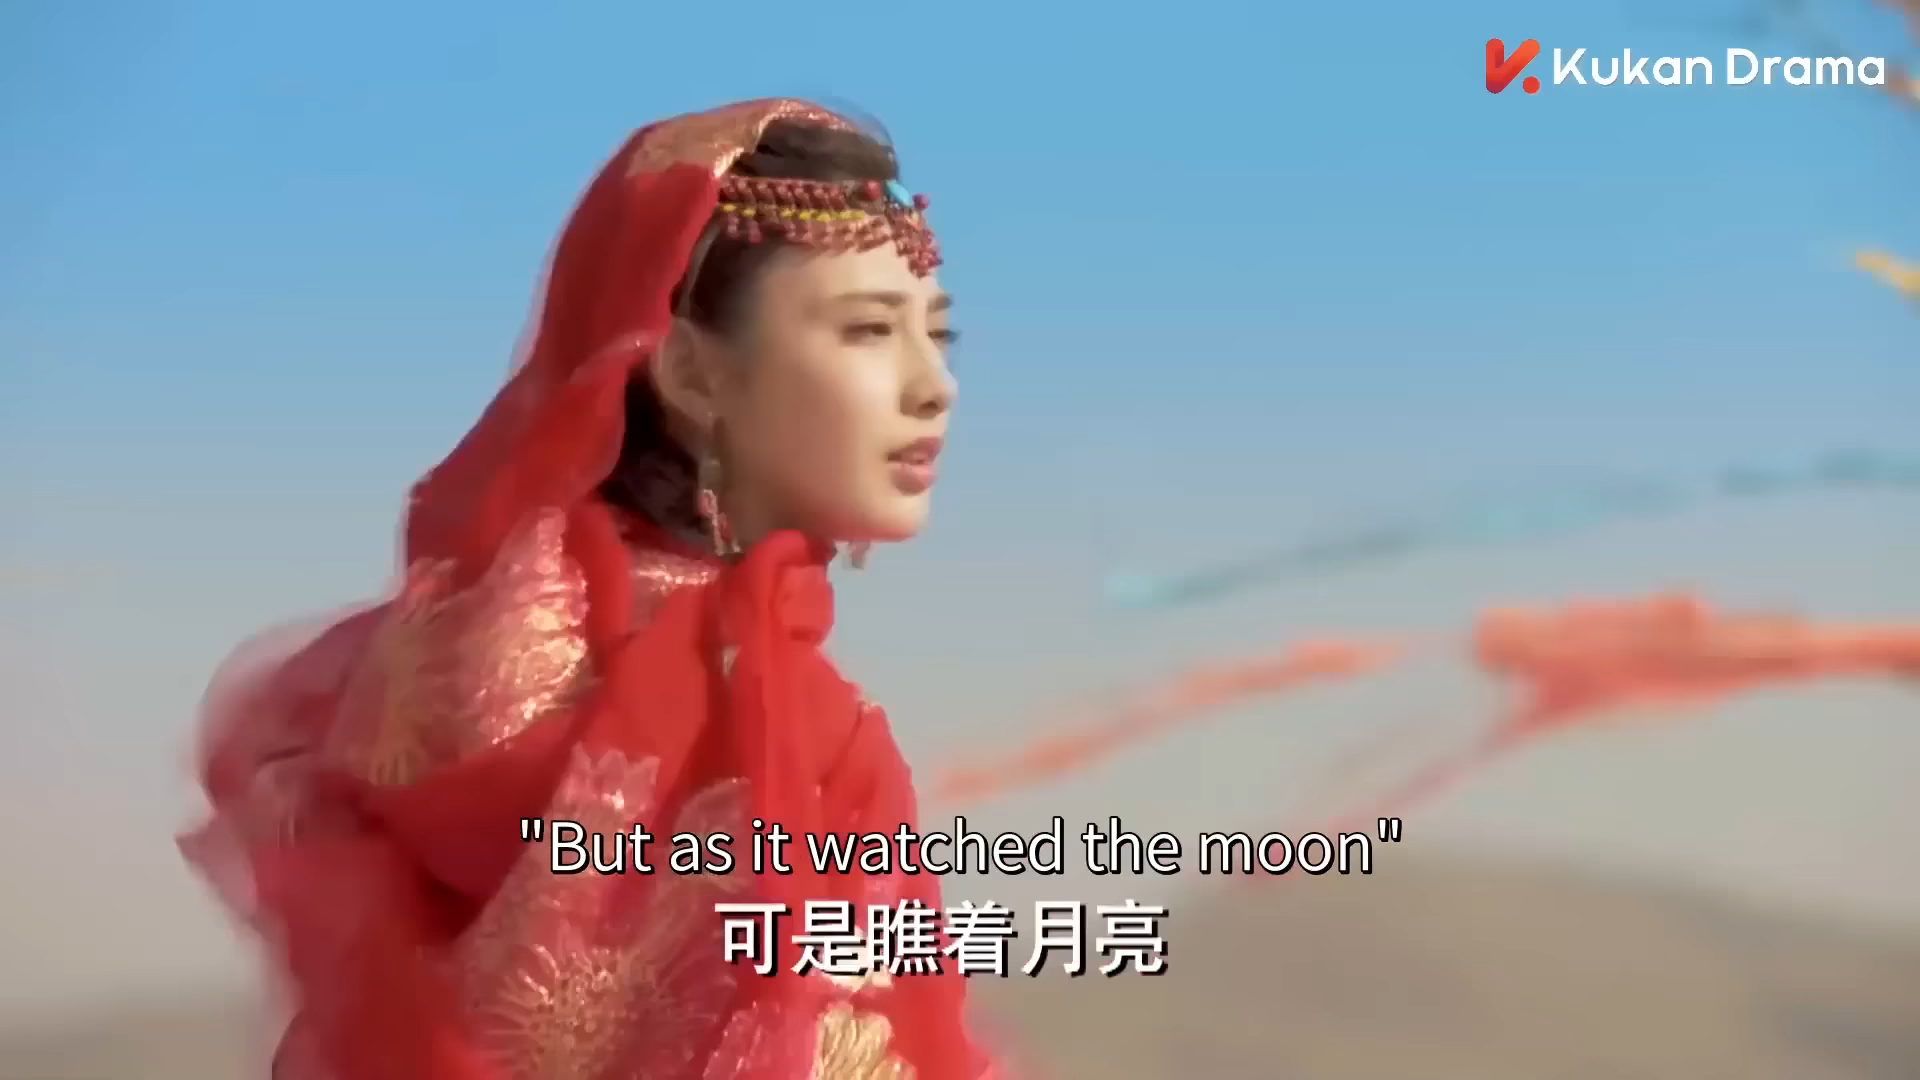 Kukan Drama
"But as it watched the moon"
可是瞧着月亮